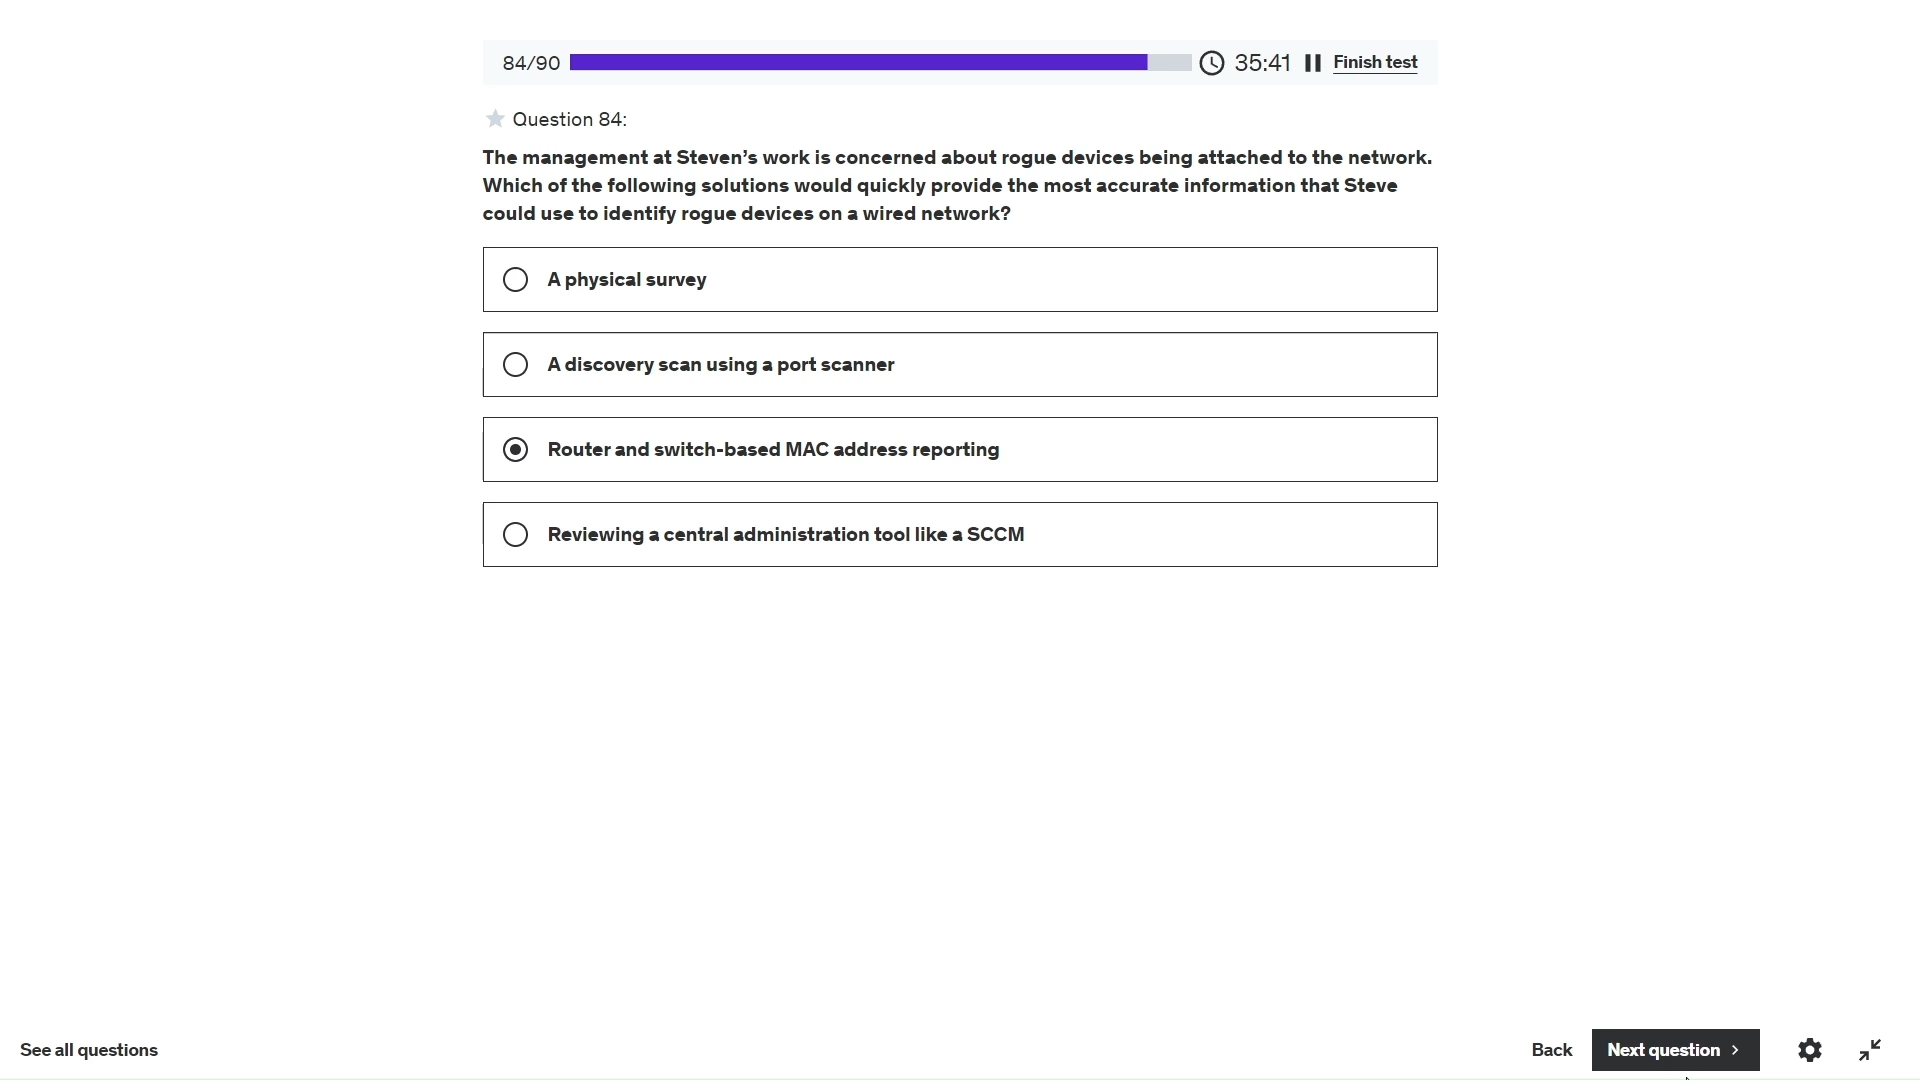 84/90 35:41 Finish test
Question 84:
The management at Steven’s work is concerned about rogue devices being attached to the network.
Which of the following solutions would quickly provide the most accurate information that Steve
could use to identify rogue devices on a wired network?
A physical survey
A discovery scan using a port scanner
Router and switch-based MAC address reporting
Reviewing a central administration tool like a SCCM
See all questions Back Next question